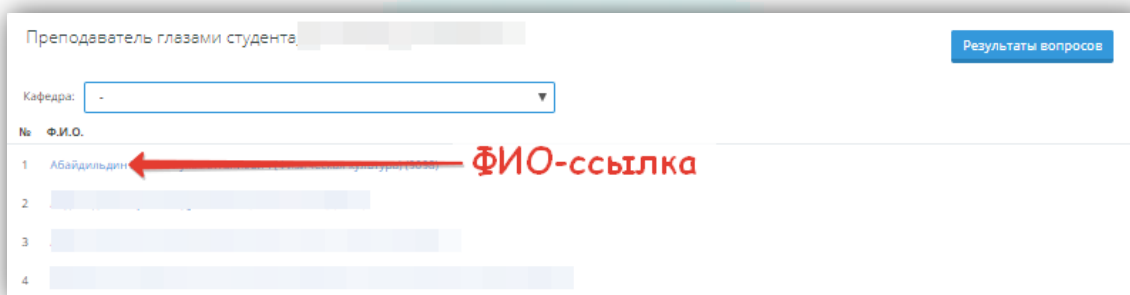 Преподаватель глазами студента
Результаты вопросов
Кафедра: -
№ Ф.И.О.
1 Абайдильдин
ФИО-ссылка
2
3
4